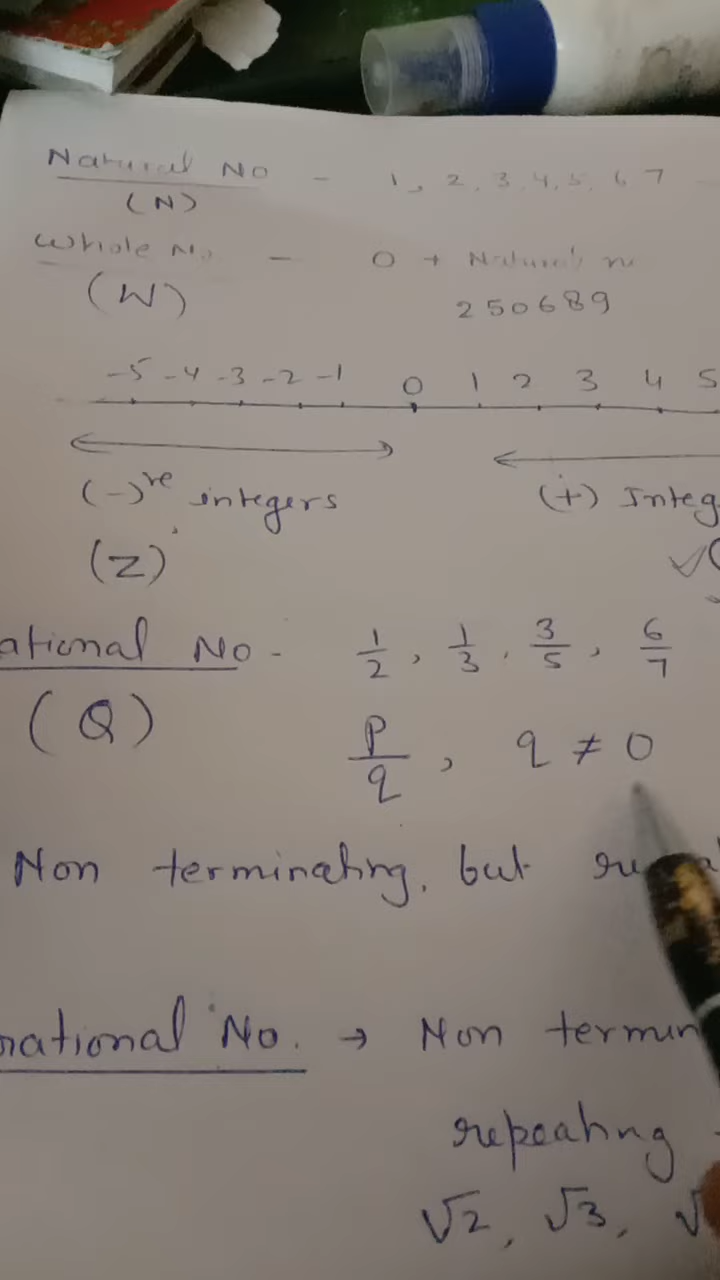 Natural No - 1, 2, 3, 4, 5, 6 7
(N)
Whole No. - 0 + Natural n
(W) 250689
-5 -4 -3 -2 -1 0 1 2 3 4 5
(-)ve integers (+) Integ
(Z)
ational No - 1/2, 1/3, 3/5, 6/7
(Q) p/q, q ≠ 0
Non terminating, but
rational No. → Non termin
repeating
√2, √3, √